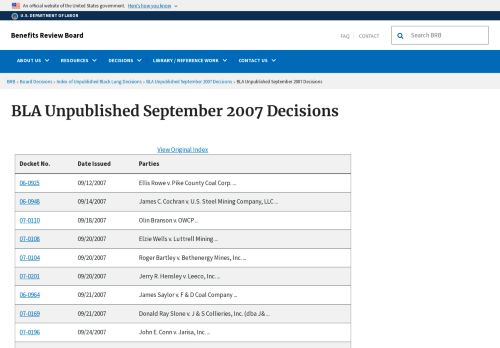 An official website of the United States government. Here's how you know
U.S. DEPARTMENT OF LABOR
Benefits Review Board
FAQ CONTACT
Search BRB
ABOUT US RESOURCES DECISIONS LIBRARY / REFERENCE WORK CONTACT US
BRB » Board Decisions » Index of Unpublished Black Lung Decisions » BLA Unpublished September 2007 Decisions » BLA Unpublished September 2007 Decisions
BLA Unpublished September 2007 Decisions
View Original Index
Docket No. Date Issued Parties
06-0925 09/12/2007 Ellis Rowe v. Pike County Coal Corp. ...
06-0948 09/14/2007 James C. Cochran v. U.S. Steel Mining Company, LLC ...
07-0110 09/18/2007 Olin Branson v. OWCP...
07-0108 09/20/2007 Elzie Wells v. Luttrell Mining ...
07-0104 09/20/2007 Roger Bartley v. Bethenergy Mines, Inc. ...
07-0201 09/20/2007 Jerry R. Hensley v. Leeco, Inc. ...
06-0964 09/21/2007 James Saylor v. F & D Coal Company ...
07-0169 09/21/2007 Donald Ray Slone v. J & S Collieries, Inc. (dba J& ...
07-0196 09/24/2007 John E. Conn v. Jarisa, Inc. ...